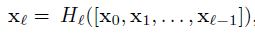 x_ℓ = H_ℓ([x_0, x_1, …, x_{ℓ−1}]),